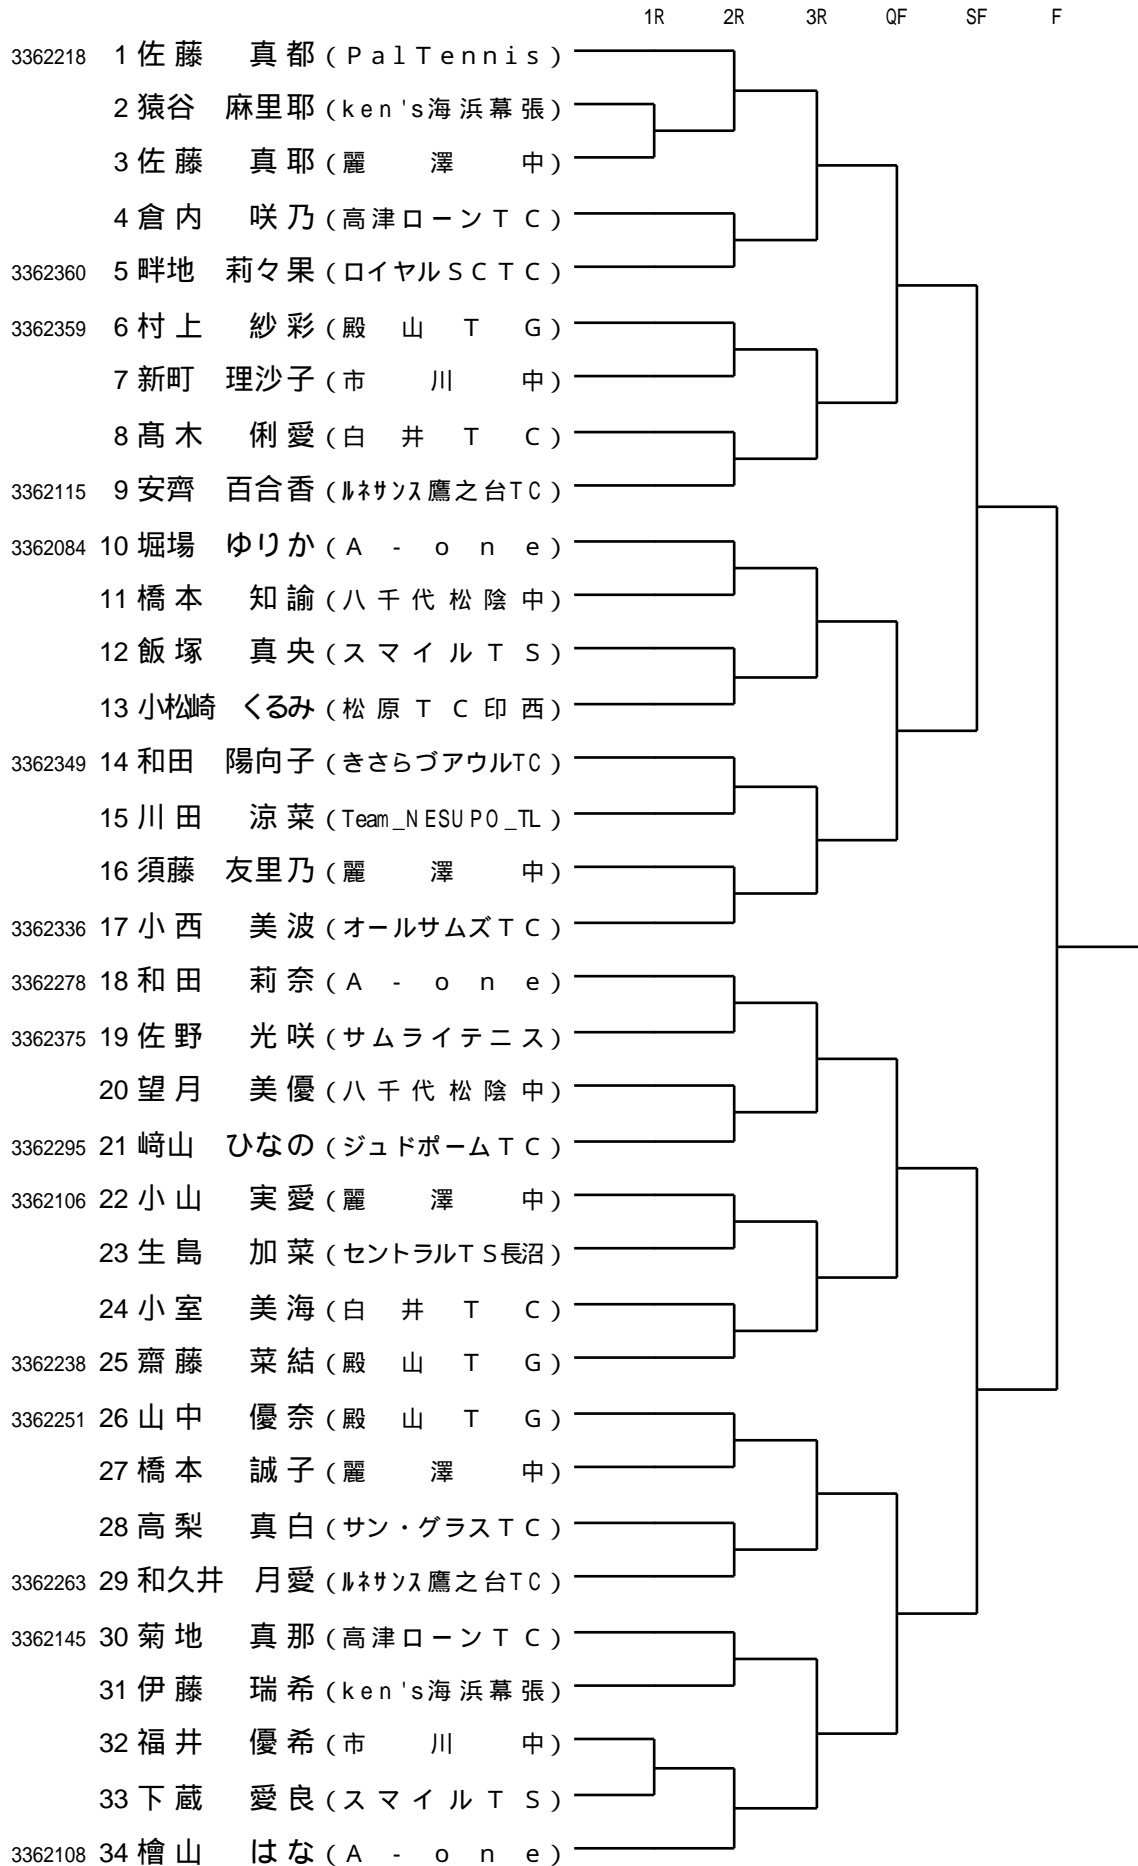 1R 2R 3R QF SF F
3362218 1 佐藤 真都 (PalTennis)
2 猿谷 麻里耶 (ken's海浜幕張)
3 佐藤 真耶 (麗澤中)
4 倉内 咲乃 (高津ローンTC)
3362360 5 畔地 莉々果 (ロイヤルSCTC)
3362359 6 村上 紗彩 (殿山TG)
7 新町 理沙子 (市川中)
8 髙木 俐愛 (白井TC)
3362115 9 安齊 百合香 (ルネサンス鷹之台TC)
3362084 10 堀場 ゆりか (A-one)
11 橋本 知諭 (八千代松陰中)
12 飯塚 真央 (スマイルTS)
13 小松崎 くるみ (松原TC印西)
3362349 14 和田 陽向子 (きさらづアウルTC)
15 川田 涼菜 (Team_NESUPO_TL)
16 須藤 友里乃 (麗澤中)
3362336 17 小西 美波 (オールサムズTC)
3362278 18 和田 莉奈 (A-one)
3362375 19 佐野 光咲 (サムライテニス)
20 望月 美優 (八千代松陰中)
3362295 21 﨑山 ひなの (ジュドポームTC)
3362106 22 小山 実愛 (麗澤中)
23 生島 加菜 (セントラルTS長沼)
24 小室 美海 (白井TC)
3362238 25 齋藤 菜結 (殿山TG)
3362251 26 山中 優奈 (殿山TG)
27 橋本 誠子 (麗澤中)
28 高梨 真白 (サン・グラスTC)
3362263 29 和久井 月愛 (ルネサンス鷹之台TC)
3362145 30 菊地 真那 (高津ローンTC)
31 伊藤 瑞希 (ken's海浜幕張)
32 福井 優希 (市川中)
33 下蔵 愛良 (スマイルTS)
3362108 34 檜山 はな (A-one)